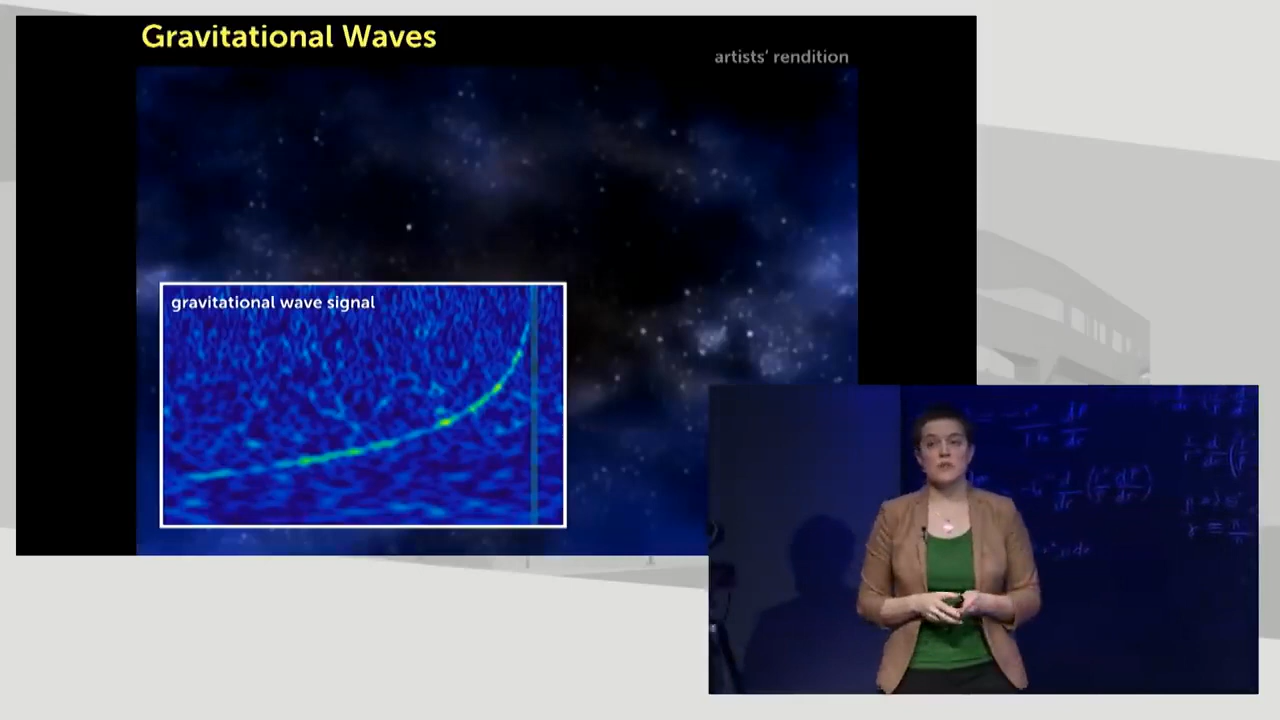 Gravitational Waves
artists' rendition
gravitational wave signal